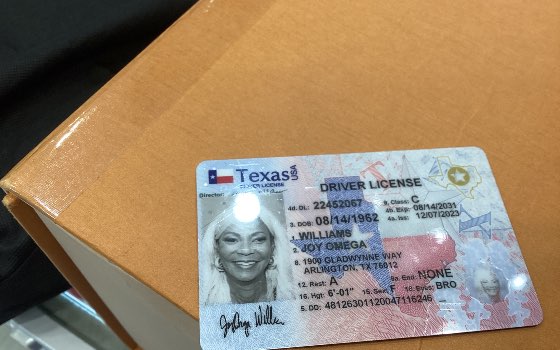 Texas USA
DRIVER LICENSE
Director:
DRIVER LICENSE
4d. DL: 22452067 9. Class: C
3. DOB: 08/14/1962 4b. Exp: 08/14/2031
4a. Iss: 12/07/2023
1. WILLIAMS
2. JOY OMEGA
8. 1900 GLADWYNNE WAY
ARLINGTON, TX 76012
12. Rest: A 9a. End: NONE
16. Hgt: 6'-01" 15. Sex: F 18. Eyes: BRO
5. DD: 48126301120047116246